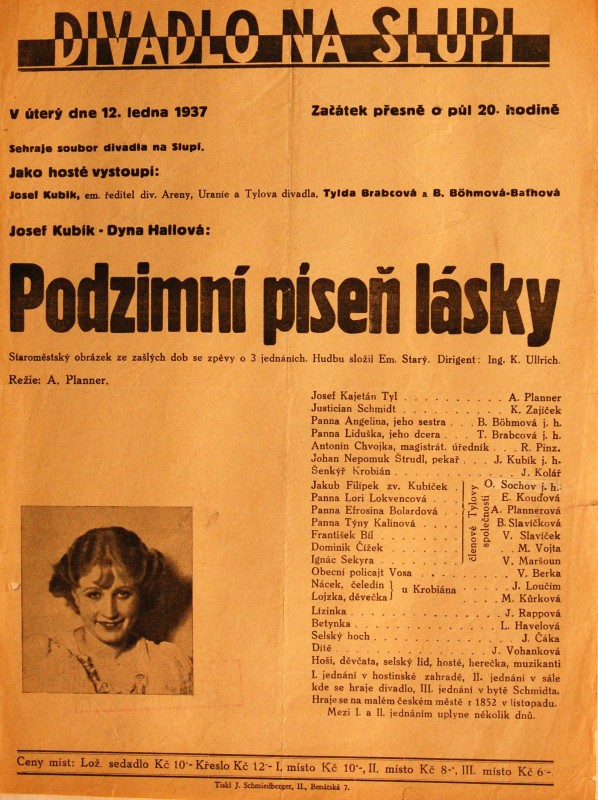 DIVADLO NA SLUPI
V úterý dne 12. ledna 1937 Začátek přesně o půl 20. hodině
Sehraje soubor divadla na Slupi.
Jako hosté vystoupí:
Josef Kubík, em. ředitel div. Areny, Uranie a Tylova divadla, Tylda Brabcová a B. Böhmová-Baťhová
Josef Kubík - Dyna Hallová:
Podzimní píseň lásky
Staroměstský obrázek ze zašlých dob se zpěvy o 3 jednáních. Hudbu složil Em. Starý. Dirigent: Ing. K. Ullrich.
Režie: A. Planner.
Josef Kajetán Tyl . . . . . . . . . . A. Planner
Justician Schmidt . . . . . . . . . . K. Zajíček
Panna Angelina, jeho sestra . . . B. Böhmová j. h.
Panna Liduška, jeho dcera . . . . T. Brabcová j. h.
Antonín Chvojka, magistrát. úředník . . . R. Pinz.
Johan Nepomuk Štrudl, pekař . . . J. Kubík j. h.
Šenkýř Krobián . . . . . . . . . . J. Kolář
Jakub Filípek zv. Kubíček . O. Sochov j. h.
Panna Lori Lokvencová . . . . E. Kouďová
Panna Efrosina Bolardová . . . A. Plannerová
Panna Týny Kalinová . . . . B. Slavíčková
František Bíl . . . . . . . V. Slavíček
Dominik Čížek . . . . . . . M. Vojta
Ignác Sekyra . . . . . . . V. Maršoun
členové Tylovy
společnosti
Obecní policajt Vosa . . . . . . . . V. Berka
Nácek, čeledín } u Krobiána . . . . J. Loučím
Lojzka, děvečka } . . . . M. Kůrková
Lízinka . . . . . . . . . . . . J. Rappová
Betynka . . . . . . . . . . . . L. Havelová
Selský hoch . . . . . . . . . . . J. Čáka
Dítě . . . . . . . . . . . . J. Vohanková
Hoši, děvčata, selský lid, hosté, herečka, muzikanti
I. jednání v hostinské zahradě, II. jednání v sále
kde se hraje divadlo, III. jednání v bytě Schmidta.
Hraje se na malém českém městě r 1852 v listopadu.
Mezi I. a II. jednáním uplyne několik dnů.
Ceny míst: Lož. sedadlo Kč 10·- Křeslo Kč 12·- I. místo Kč 10·-, II. místo Kč 8·-, III. místo Kč 6·-.
Tiskl J. Schmiedberger, II., Benátská 7.